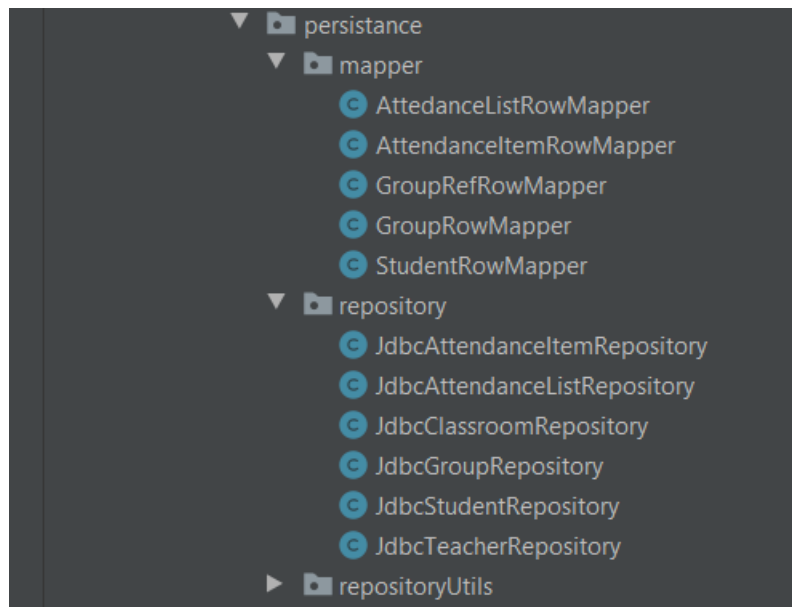 persistance
mapper
C AttedanceListRowMapper
C AttendanceItemRowMapper
C GroupRefRowMapper
C GroupRowMapper
C StudentRowMapper
repository
C JdbcAttendanceItemRepository
C JdbcAttendanceListRepository
C JdbcClassroomRepository
C JdbcGroupRepository
C JdbcStudentRepository
C JdbcTeacherRepository
repositoryUtils